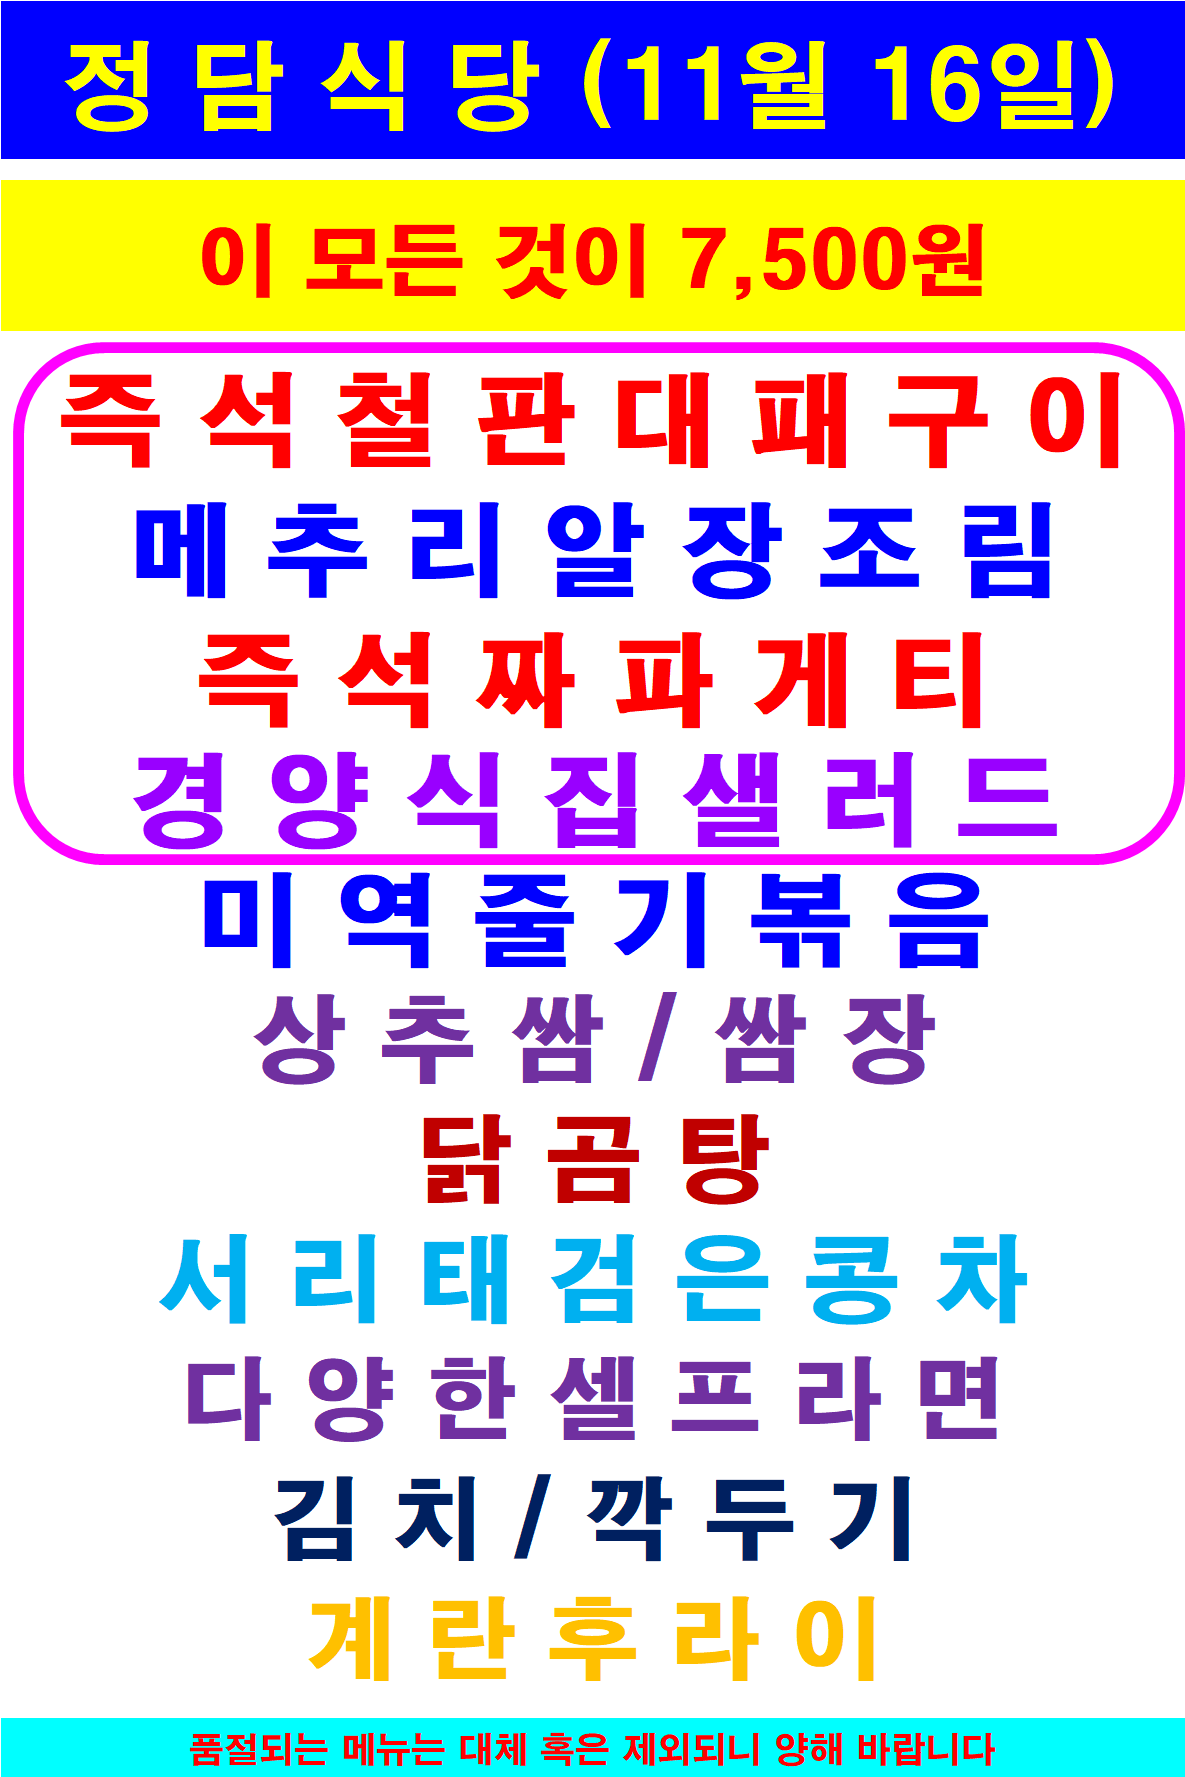 정 담 식 당 (11월 16일)
이 모든 것이 7,500원
즉 석 철 판 대 패 구 이
메 추 리 알 장 조 림
즉 석 짜 파 게 티
경 양 식 집 샐 러 드
미 역 줄 기 볶 음
상 추 쌈 / 쌈 장
닭 곰 탕
서 리 태 검 은 콩 차
다 양 한 셀 프 라 면
김 치 / 깍 두 기
계 란 후 라 이
품절되는 메뉴는 대체 혹은 제외되니 양해 바랍니다